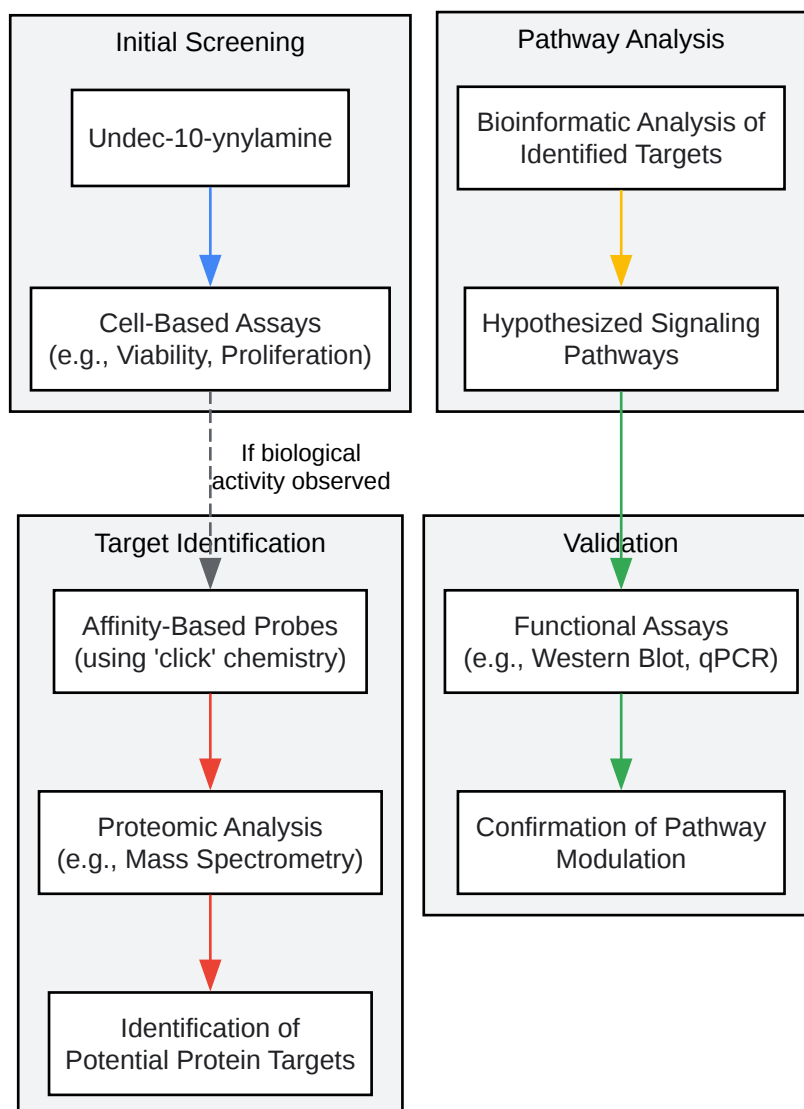 Initial Screening
Undec-10-ynylamine
Cell-Based Assays
(e.g., Viability, Proliferation)
If biological
activity observed
Target Identification
Affinity-Based Probes
(using 'click' chemistry)
Proteomic Analysis
(e.g., Mass Spectrometry)
Identification of
Potential Protein Targets
Pathway Analysis
Bioinformatic Analysis of
Identified Targets
Hypothesized Signaling
Pathways
Validation
Functional Assays
(e.g., Western Blot, qPCR)
Confirmation of Pathway
Modulation